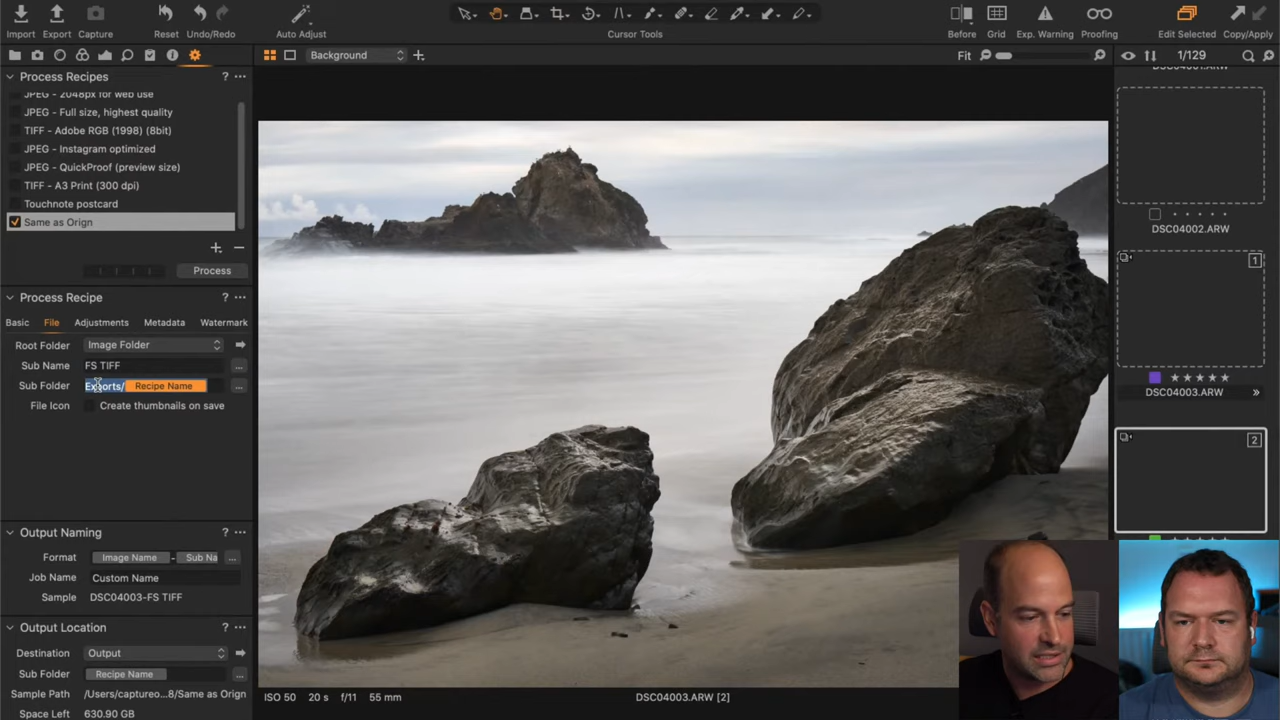 Import Export Capture Reset Undo/Redo Auto Adjust Cursor Tools Before Grid Exp. Warning Proofing Edit Selected Copy/Apply
Background Fit 1/129
Process Recipes ? ...
JPEG - 2048px for web use
JPEG - Full size, highest quality
TIFF - Adobe RGB (1998) (8bit)
JPEG - Instagram optimized
JPEG - QuickProof (preview size)
TIFF - A3 Print (300 dpi)
Touchnote postcard
Same as Orign
Process
Process Recipe ? ...
Basic File Adjustments Metadata Watermark
Root Folder Image Folder
Sub Name FS TIFF ...
Sub Folder Exports/ Recipe Name ...
File Icon Create thumbnails on save
Output Naming ? ...
Format Image Name - Sub Na ...
Job Name Custom Name
Sample DSC04003-FS TIFF
Output Location ? ...
Destination Output
Sub Folder Recipe Name ...
Sample Path /Users/captureo...8/Same as Orign
Space Left 630.90 GB
ISO 50 20 s f/11 55 mm DSC04003.ARW [2]
DSC04002.ARW
1
DSC04003.ARW
2